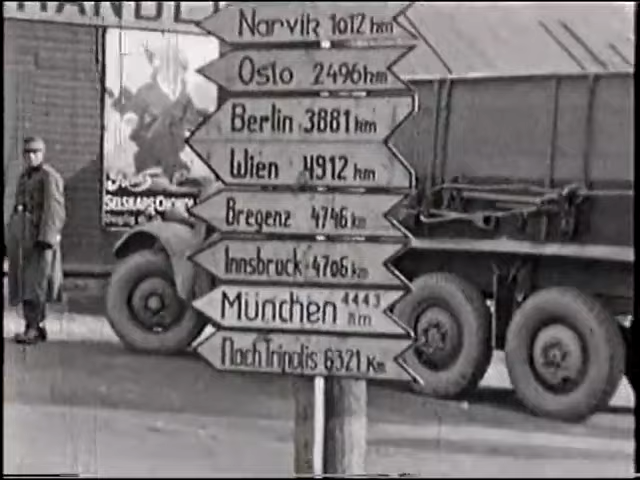 HANDEL
Narvik 1012 km
Oslo 2496 km
Berlin 3881 km
Wien 4912 km
Bregenz 4746 km
Innsbruck 4706 km
München 4443 km
Nach Tripolis 6321 Km